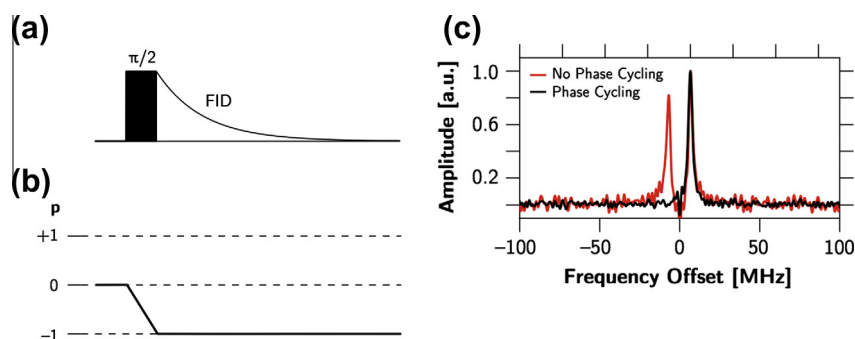 (a)
π/2
FID
(b)
p
+1
0
−1
(c)
No Phase Cycling
Phase Cycling
Amplitude [a.u.]
1.0
0.6
0.2
−100
−50
0
50
100
Frequency Offset [MHz]